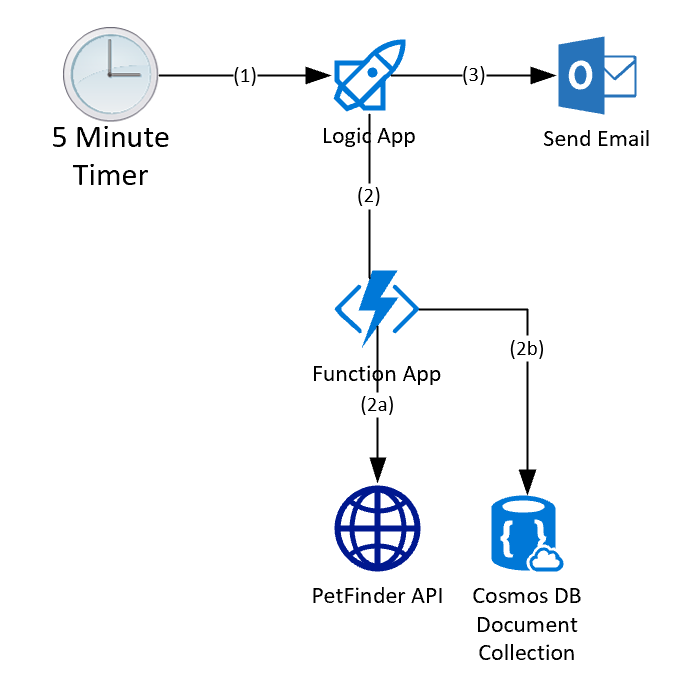 (1)
(3)
5 Minute
Timer
Logic App
O
Send Email
(2)
(2b)
Function App
(2a)
{ }
PetFinder API
Cosmos DB
Document
Collection